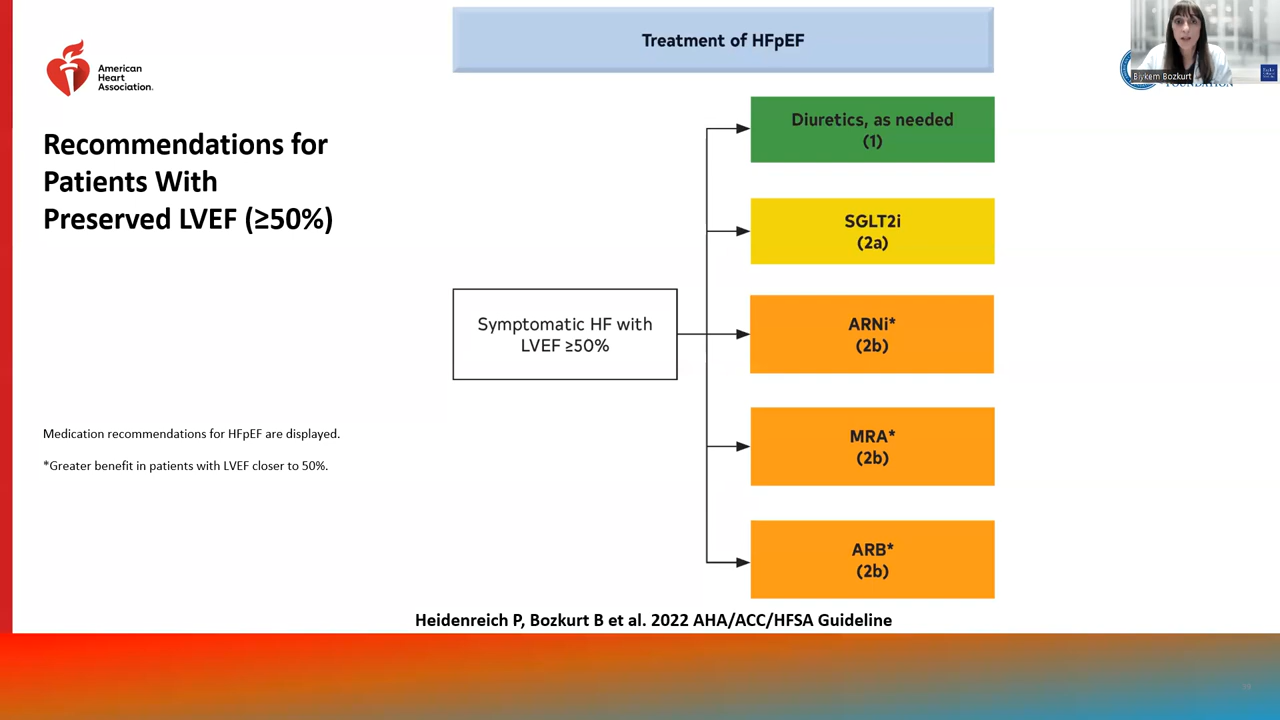 American
Heart
Association.
Recommendations for
Patients With
Preserved LVEF (≥50%)
Medication recommendations for HFpEF are displayed.
*Greater benefit in patients with LVEF closer to 50%.
Treatment of HFpEF
Symptomatic HF with
LVEF ≥50%
Diuretics, as needed
(1)
SGLT2i
(2a)
ARNi*
(2b)
MRA*
(2b)
ARB*
(2b)
Heidenreich P, Bozkurt B et al. 2022 AHA/ACC/HFSA Guideline
Biykem Bozkurt
FOUNDATION